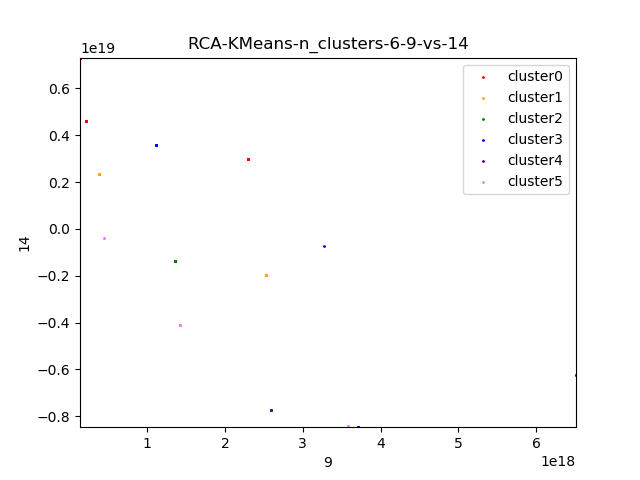 RCA-KMeans-n_clusters-6-9-vs-14
1e19
0.6
0.4
0.2
0.0
−0.2
−0.4
−0.6
−0.8
14
cluster0
cluster1
cluster2
cluster3
cluster4
cluster5
1 2 3 4 5 6
9
1e18